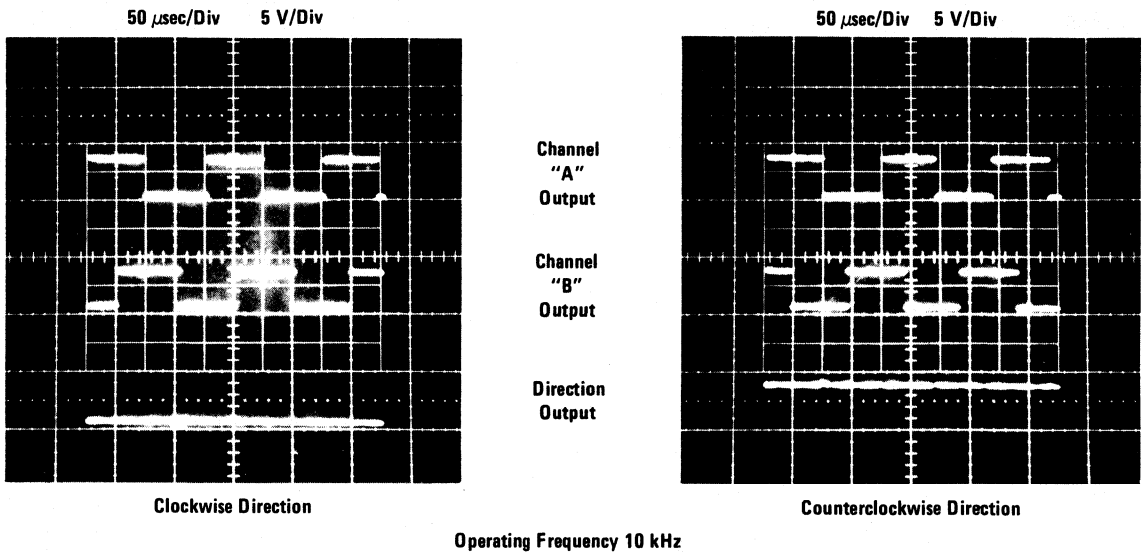 50 μsec/Div 5 V/Div
50 μsec/Div 5 V/Div
Channel
"A"
Output
Channel
"B"
Output
Direction
Output
Clockwise Direction
Counterclockwise Direction
Operating Frequency 10 kHz